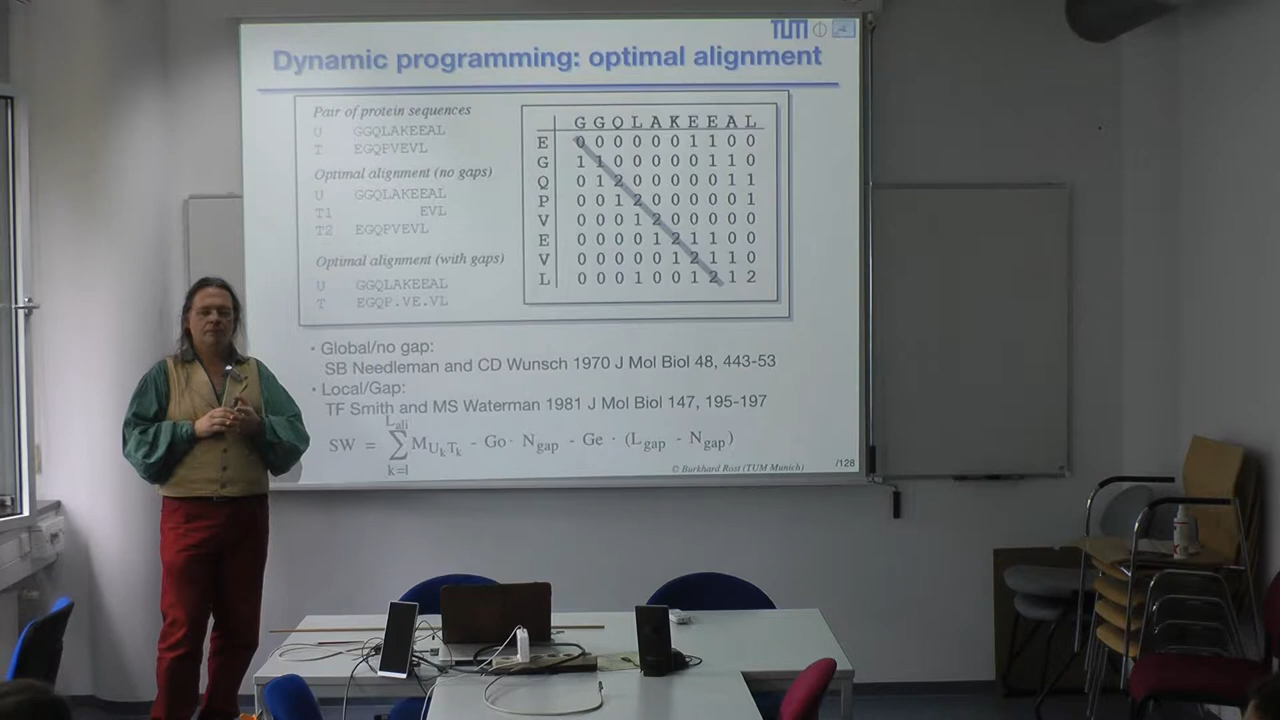 TUM
Dynamic programming: optimal alignment
Pair of protein sequences
U GGQLAKEEAL
T EGQPVEVL
Optimal alignment (no gaps)
U GGQLAKEEAL
T1 EVL
T2 EGQPVEVL
Optimal alignment (with gaps)
U GGQLAKEEAL
T EGQP.VE.VL
G G Q L A K E E A L
E 0 0 0 0 0 0 1 1 0 0
G 1 1 0 0 0 0 0 1 1 0
Q 0 1 2 0 0 0 0 0 1 1
P 0 0 1 2 0 0 0 0 0 1
V 0 0 0 1 2 0 0 0 0 0
E 0 0 0 0 1 2 1 1 0 0
V 0 0 0 0 0 1 2 1 1 0
L 0 0 0 1 0 0 1 2 1 2
• Global/no gap:
SB Needleman and CD Wunsch 1970 J Mol Biol 48, 443-53
• Local/Gap:
TF Smith and MS Waterman 1981 J Mol Biol 147, 195-197
SW = ∑ k=1 Lali M UkTk - Go · Ngap - Ge · (Lgap - Ngap)
© Burkhard Rost (TUM Munich)
/128